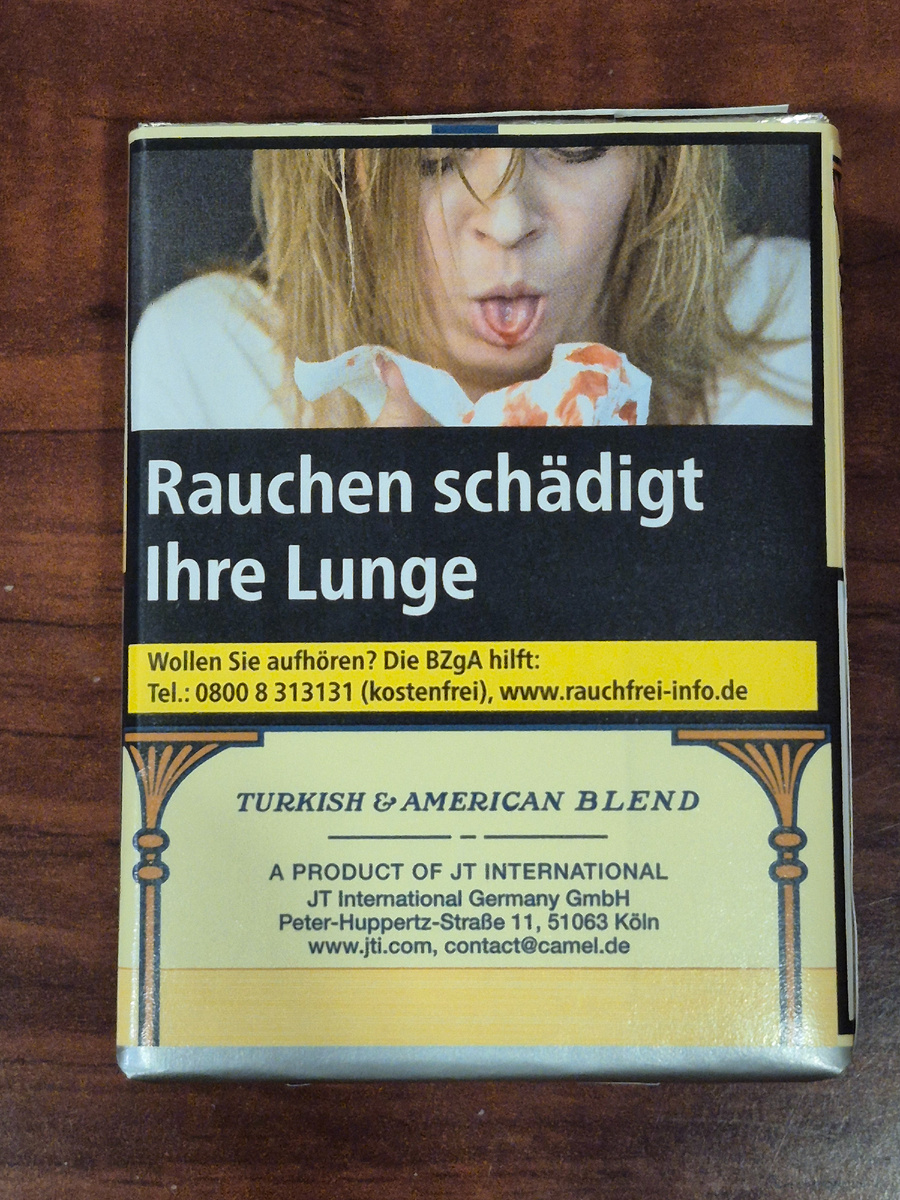 Rauchen schädigt
Ihre Lunge
Wollen Sie aufhören? Die BZgA hilft:
Tel.: 0800 8 313131 (kostenfrei), www.rauchfrei-info.de
TURKISH & AMERICAN BLEND
A PRODUCT OF JT INTERNATIONAL
JT International Germany GmbH
Peter-Huppertz-Straße 11, 51063 Köln
www.jti.com, contact@camel.de